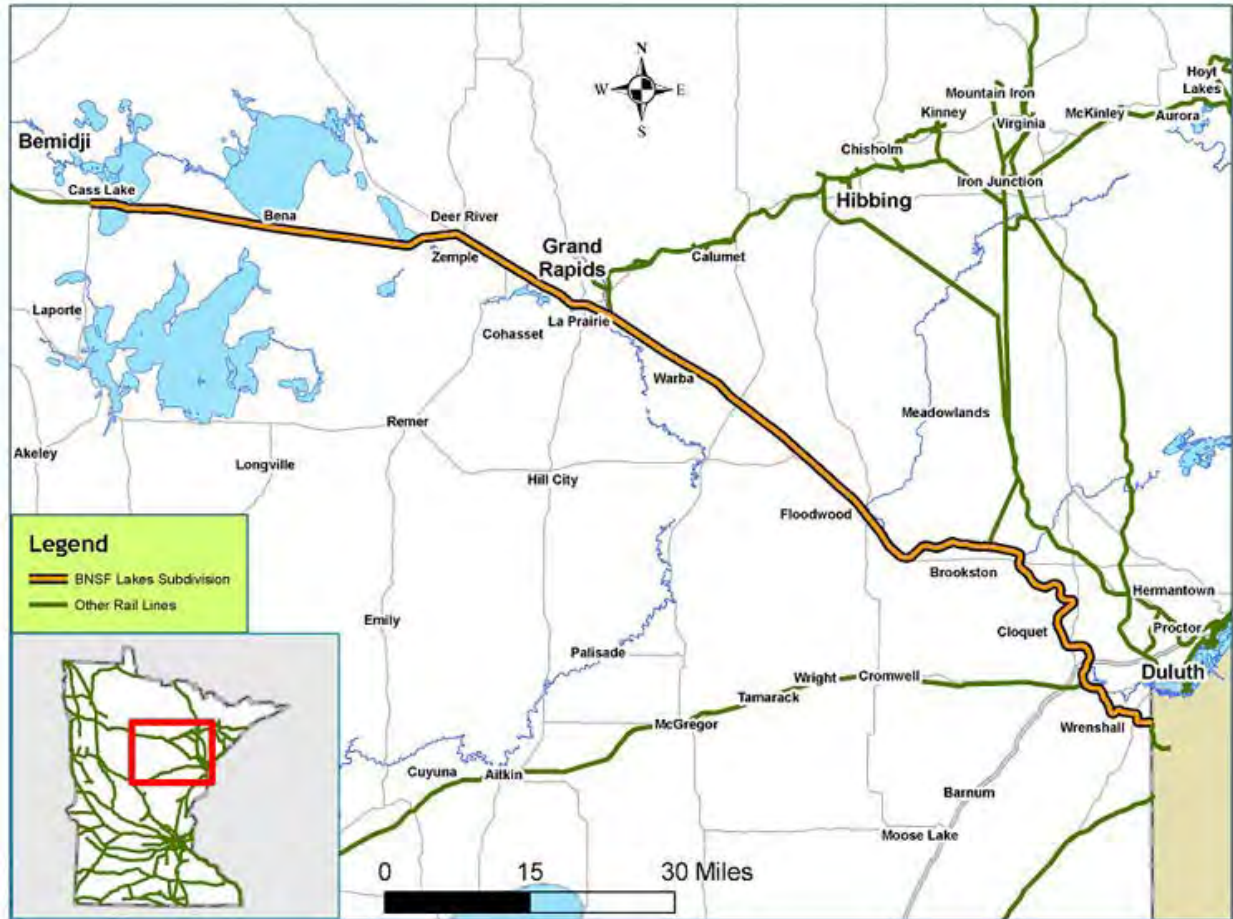 N
W
E
S
Hoyt
Lakes
Mountain Iron
Kinney
McKinley
Aurora
Virginia
Bemidji
Chisholm
Cass Lake
Iron Junction
Hibbing
Bena
Deer River
Grand
Rapids
Zemple
Calumet
Laporte
La Prairie
Cohasset
Warba
Meadowlands
Remer
Akeley
Longville
Hill City
Floodwood
Legend
BNSF Lakes Subdivision
Other Rail Lines
Brookston
Hermantown
Emily
Cloquet
Proctor
Palisade
Duluth
Wright
Cromwell
Tamarack
McGregor
Wrenshall
Cuyuna
Aitkin
Barnum
Moose Lake
0
15
30 Miles